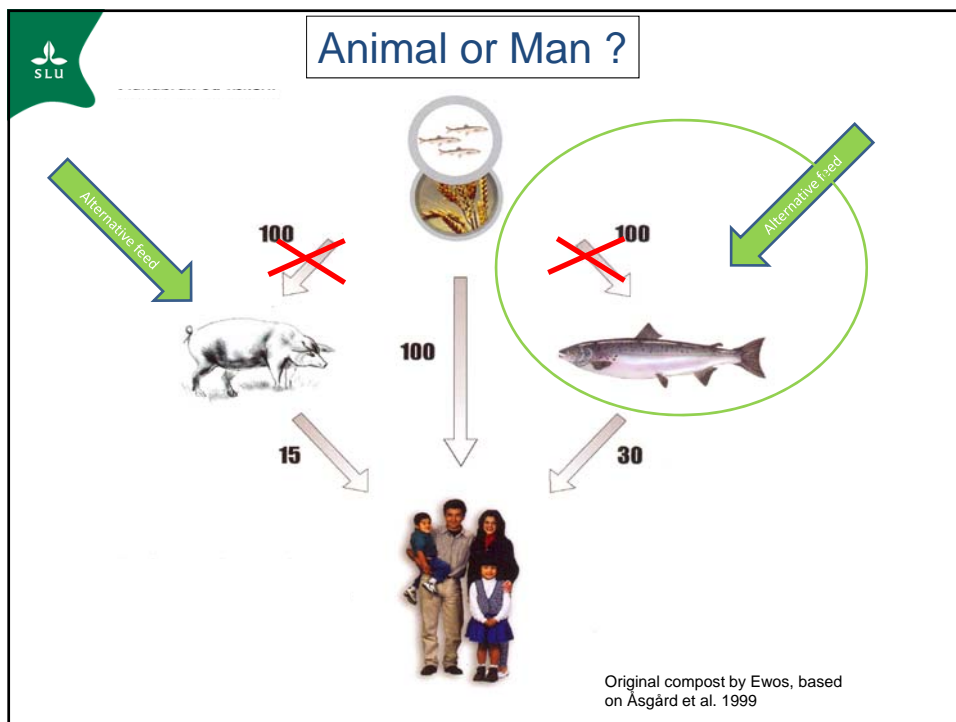 Animal or Man ?
SLU
Alternative feed
Alternative feed
100
100
100
15
30
Original compost by Ewos, based
on Åsgård et al. 1999